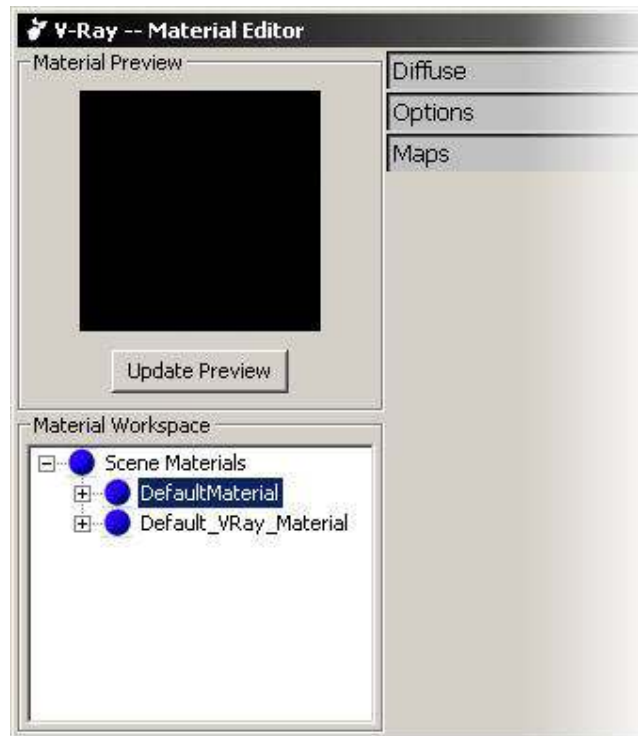 V-Ray -- Material Editor
Material Preview
Update Preview
Diffuse
Options
Maps
Material Workspace
Scene Materials
DefaultMaterial
Default_VRay_Material